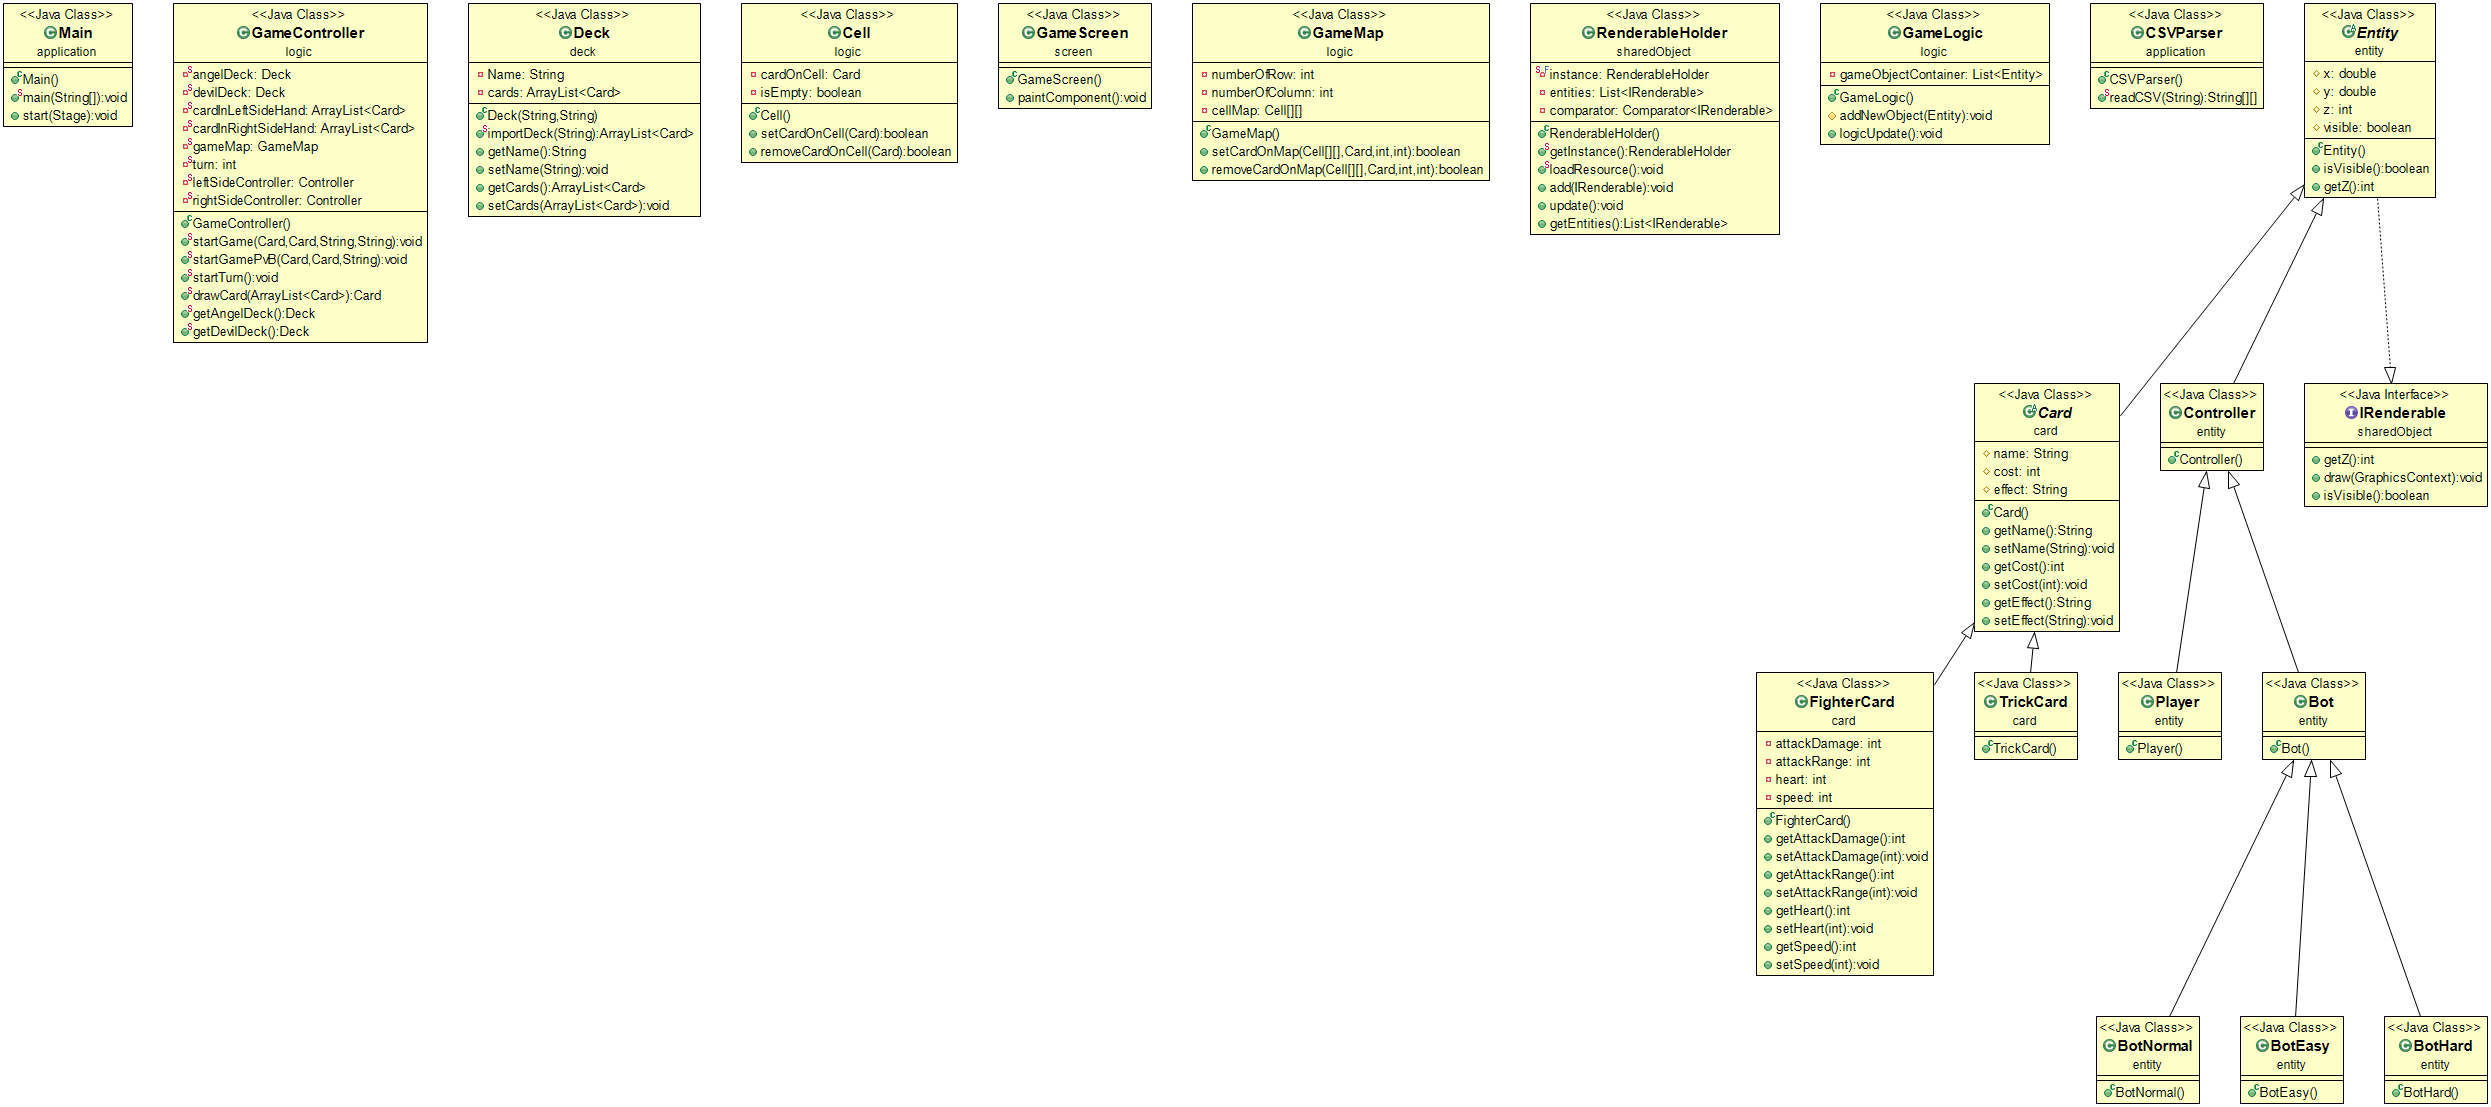 <<Java Class>>
Main
application
Main()
main(String[]):void
start(Stage):void
<<Java Class>>
GameController
logic
angelDeck: Deck
devilDeck: Deck
cardInLeftSideHand: ArrayList<Card>
cardInRightSideHand: ArrayList<Card>
gameMap: GameMap
turn: int
leftSideController: Controller
rightSideController: Controller
GameController()
startGame(Card,Card,String,String):void
startGamePvB(Card,Card,String):void
startTurn():void
drawCard(ArrayList<Card>):Card
getAngelDeck():Deck
getDevilDeck():Deck
<<Java Class>>
Deck
deck
Name: String
cards: ArrayList<Card>
Deck(String,String)
importDeck(String):ArrayList<Card>
getName():String
setName(String):void
getCards():ArrayList<Card>
setCards(ArrayList<Card>):void
<<Java Class>>
Cell
logic
cardOnCell: Card
isEmpty: boolean
Cell()
setCardOnCell(Card):boolean
removeCardOnCell(Card):boolean
<<Java Class>>
GameScreen
screen
GameScreen()
paintComponent():void
<<Java Class>>
GameMap
logic
numberOfRow: int
numberOfColumn: int
cellMap: Cell[][]
GameMap()
setCardOnMap(Cell[][],Card,int,int):boolean
removeCardOnMap(Cell[][],Card,int,int):boolean
<<Java Class>>
RenderableHolder
sharedObject
instance: RenderableHolder
entities: List<IRenderable>
comparator: Comparator<IRenderable>
RenderableHolder()
getInstance():RenderableHolder
loadResource():void
add(IRenderable):void
update():void
getEntities():List<IRenderable>
<<Java Class>>
GameLogic
logic
gameObjectContainer: List<Entity>
GameLogic()
addNewObject(Entity):void
logicUpdate():void
<<Java Class>>
CSVParser
application
CSVParser()
readCSV(String):String[][]
<<Java Class>>
Entity
entity
x: double
y: double
z: int
visible: boolean
Entity()
isVisible():boolean
getZ():int
<<Java Class>>
Card
card
name: String
cost: int
effect: String
Card()
getName():String
setName(String):void
getCost():int
setCost(int):void
getEffect():String
setEffect(String):void
<<Java Class>>
Controller
entity
Controller()
<<Java Interface>>
IRenderable
sharedObject
getZ():int
draw(GraphicsContext):void
isVisible():boolean
<<Java Class>>
FighterCard
card
attackDamage: int
attackRange: int
heart: int
speed: int
FighterCard()
getAttackDamage():int
setAttackDamage(int):void
getAttackRange():int
setAttackRange(int):void
getHeart():int
setHeart(int):void
getSpeed():int
setSpeed(int):void
<<Java Class>>
TrickCard
card
TrickCard()
<<Java Class>>
Player
entity
Player()
<<Java Class>>
Bot
entity
Bot()
<<Java Class>>
BotNormal
entity
BotNormal()
<<Java Class>>
BotEasy
entity
BotEasy()
<<Java Class>>
BotHard
entity
BotHard()